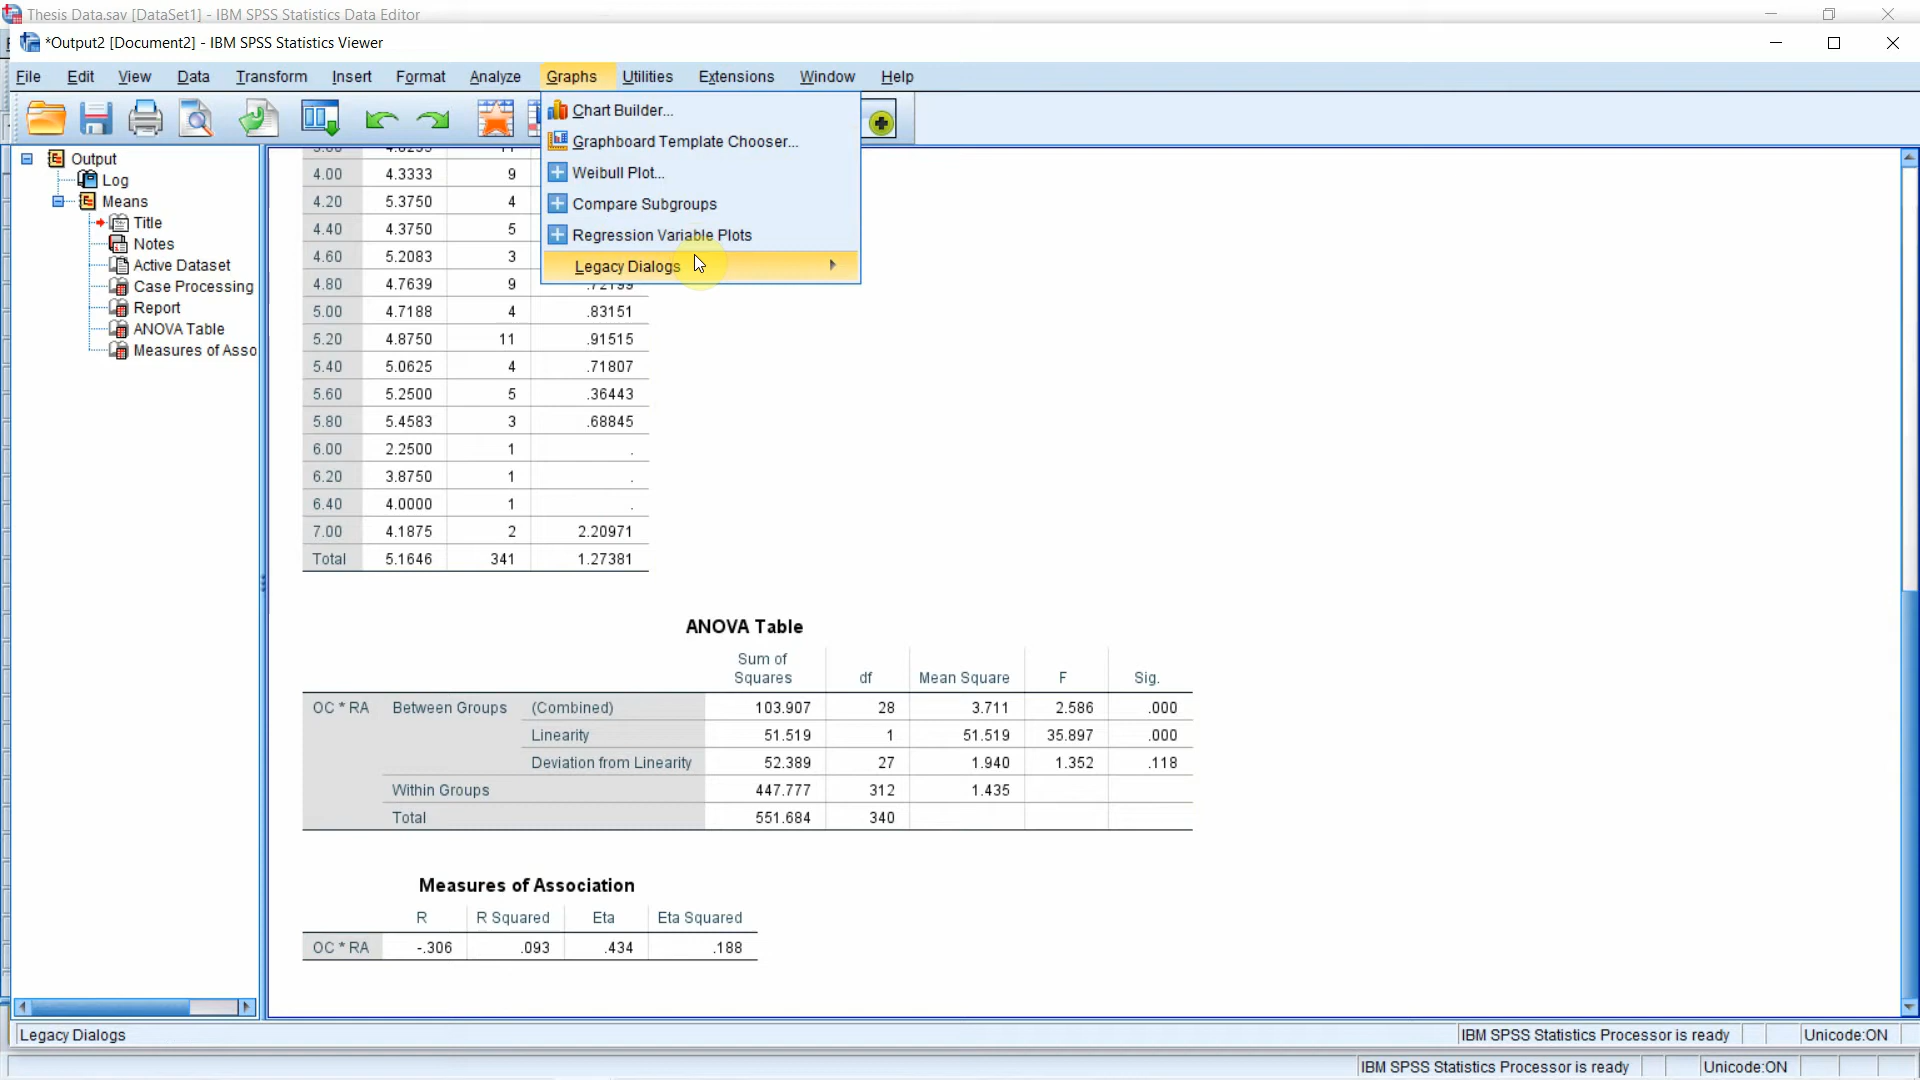 Thesis Data.sav [DataSet1] - IBM SPSS Statistics Data Editor
*Output2 [Document2] - IBM SPSS Statistics Viewer
File Edit View Data Transform Insert Format Analyze Graphs Utilities Extensions Window Help
Chart Builder...
Graphboard Template Chooser...
Weibull Plot...
Compare Subgroups
Regression Variable Plots
Legacy Dialogs
Output
Log
Means
Title
Notes
Active Dataset
Case Processing
Report
ANOVA Table
Measures of Asso
4.00 4.3333 9
4.20 5.3750 4
4.40 4.3750 5
4.60 5.2083 3
4.80 4.7639 9 .72199
5.00 4.7188 4 .83151
5.20 4.8750 11 .91515
5.40 5.0625 4 .71807
5.60 5.2500 5 .36443
5.80 5.4583 3 .68845
6.00 2.2500 1 .
6.20 3.8750 1 .
6.40 4.0000 1 .
7.00 4.1875 2 2.20971
Total 5.1646 341 1.27381
ANOVA Table
Sum of Squares df Mean Square F Sig.
OC * RA Between Groups (Combined) 103.907 28 3.711 2.586 .000
Linearity 51.519 1 51.519 35.897 .000
Deviation from Linearity 52.389 27 1.940 1.352 .118
Within Groups 447.777 312 1.435
Total 551.684 340
Measures of Association
R R Squared Eta Eta Squared
OC * RA -.306 .093 .434 .188
Legacy Dialogs IBM SPSS Statistics Processor is ready Unicode:ON
IBM SPSS Statistics Processor is ready Unicode:ON